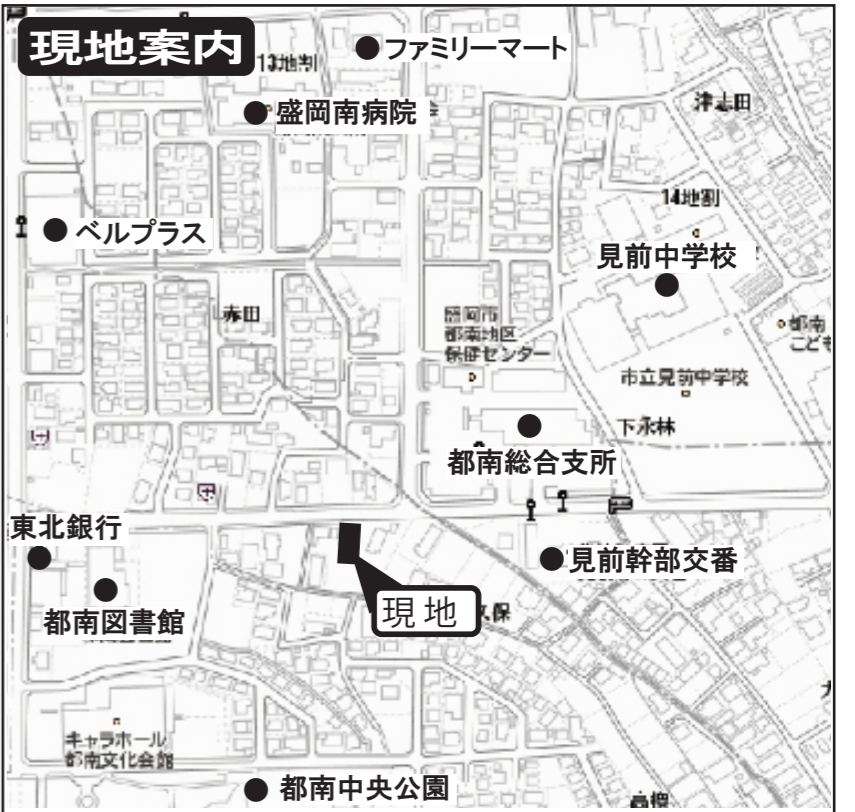 現地案内
ファミリーマート
13地割
盛岡南病院
津志田
14地割
ベルプラス
見前中学校
赤田
盛岡市
都南地区
保健センター
都南
こども
市立見前中学校
下永林
都南総合支所
東北銀行
見前幹部交番
都南図書館
現地
久保
キャラホール
都南文化会館
都南中央公園